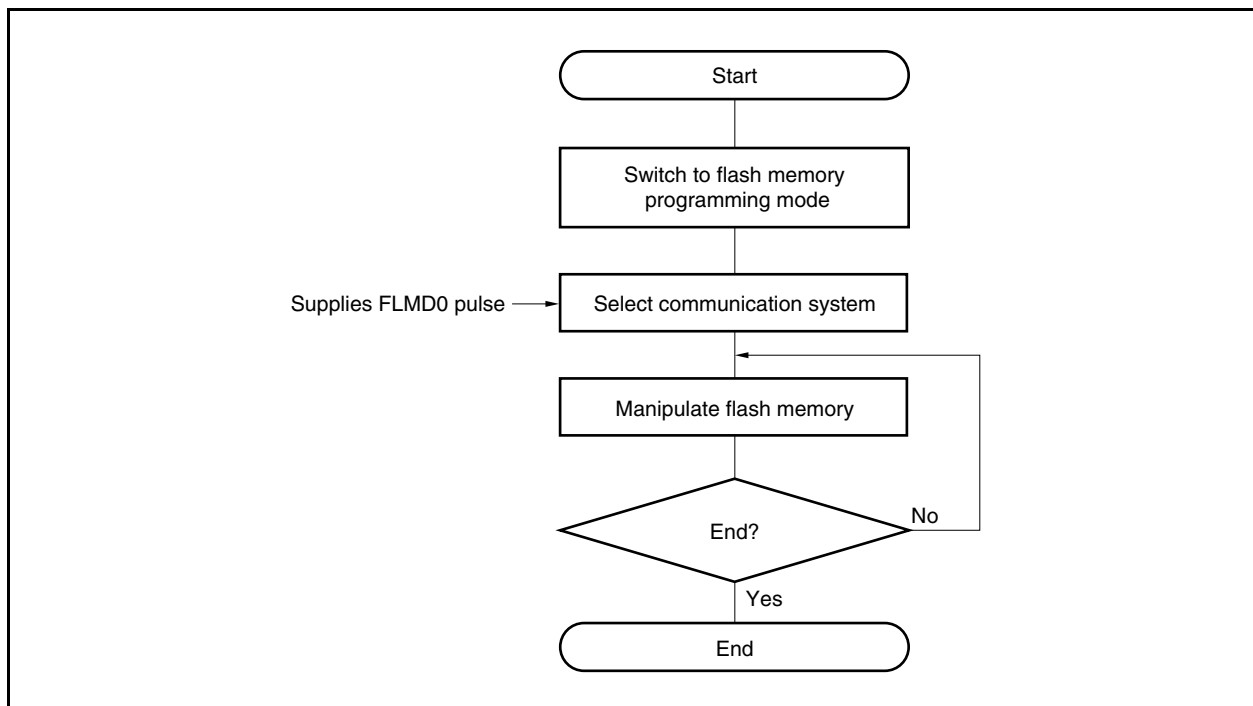 Start
Switch to flash memory
programming mode
Supplies FLMD0 pulse
Select communication system
Manipulate flash memory
End?
No
Yes
End